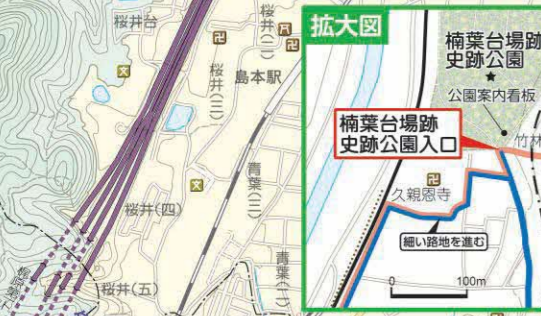 桜井台
桜井(二)
桜井(三)
島本駅
青葉(三)
桜井(四)
青葉(二)
桜井(五)
拡大図
楠葉台場跡
史跡公園
公園案内看板
楠葉台場跡
史跡公園入口
竹林
久親恩寺
細い路地を進む
0
100m